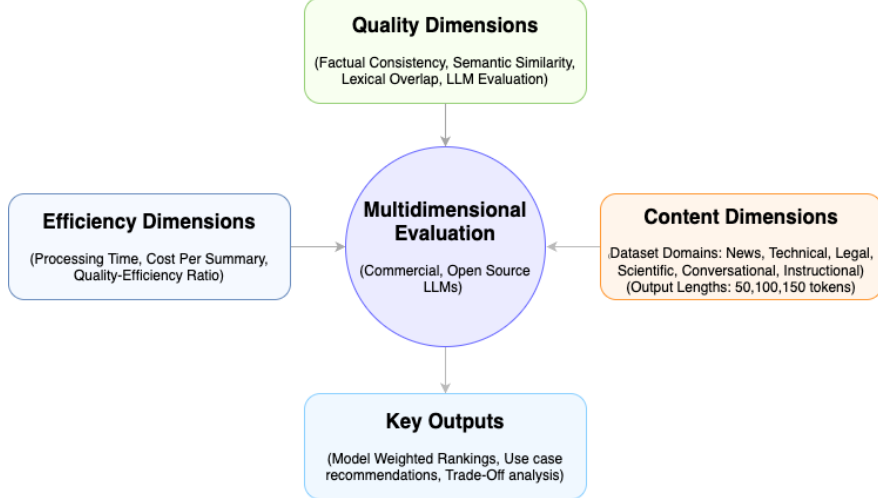 Quality Dimensions
(Factual Consistency, Semantic Similarity,
Lexical Overlap, LLM Evaluation)
Efficiency Dimensions
(Processing Time, Cost Per Summary,
Quality-Efficiency Ratio)
Multidimensional
Evaluation
(Commercial, Open Source
LLMs)
Content Dimensions
(Dataset Domains: News, Technical, Legal,
Scientific, Conversational, Instructional)
(Output Lengths: 50,100,150 tokens)
Key Outputs
(Model Weighted Rankings, Use case
recommendations, Trade-Off analysis)